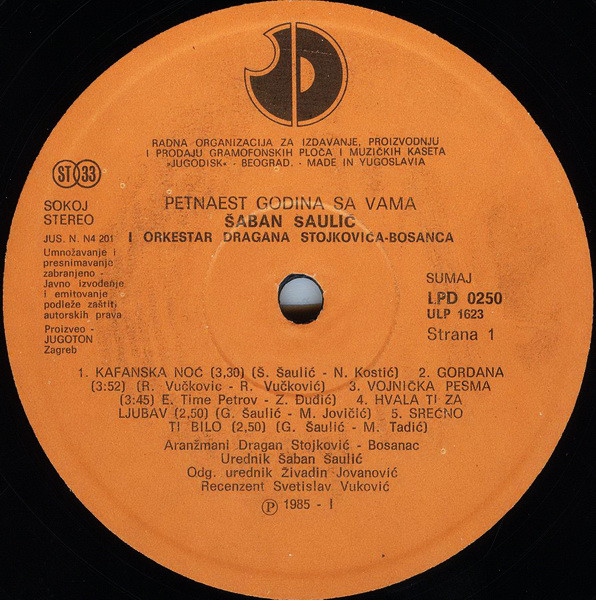 RADNA ORGANIZACIJA ZA IZDAVANJE, PROIZVODNJU
I PRODAJU GRAMOFONSKIH PLOČA I MUZIČKIH KASETA
„JUGODISK“ - BEOGRAD. - MADE IN YUGOSLAVIA
ST 33
SOKOJ
STEREO
PETNAEST GODINA SA VAMA
ŠABAN SAULIĆ
I ORKESTAR DRAGANA STOJKOVIĆA-BOSANCA
JUS. N. N4 201
Umnožavanje i
presnimavanje
zabranjeno -
Javno izvođenje
i emitovanje
podleže zaštiti
autorskih prava
Proizveo -
JUGOTON
Zagreb
SUMAJ
LPD 0250
ULP 1623
Strana 1
1. KAFANSKA NOĆ (3,30) (Š. Šaulić - N. Kostić) 2. GORDANA
(3:52) (R. Vučkovic - R. Vučković) 3. VOJNIČKA PESMA
(3:45) E. Time Petrov - Z. Đudić) 4. HVALA TI ZA
LJUBAV (2,50) (G. Šaulić - M. Jovičić) 5. SREĆNO
TI BILO (2,50) (G. Šaulić - M. Tadić)
Aranžmani Dragan Stojković - Bosanac
Urednik Šaban Šaulić
Odg. urednik Živadin Jovanović
Recenzent Svetislav Vuković
Ⓟ 1985 - I